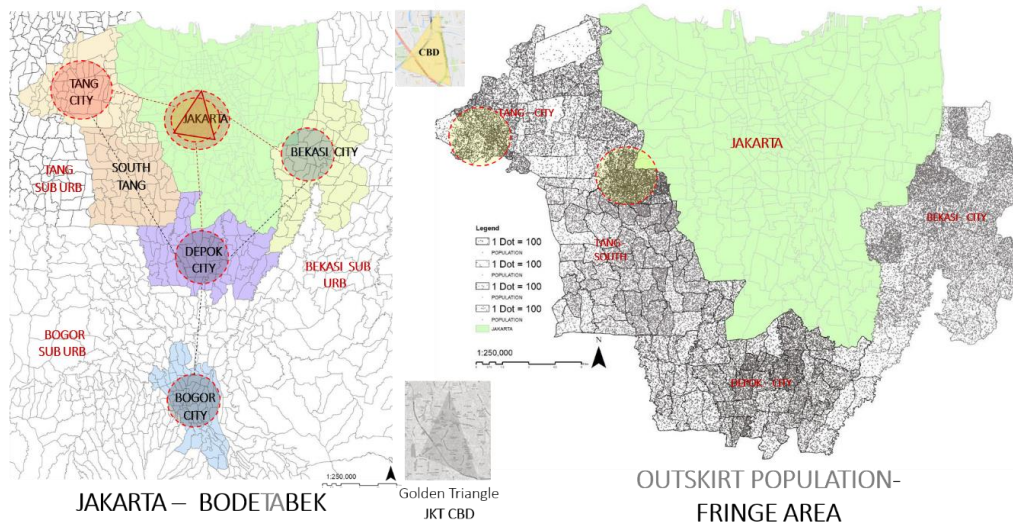 TANG
CITY
JAKARTA
BEKASI CITY
TANG
SUB URB
SOUTH
TANG
DEPOK
CITY
BEKASI SUB
URB
BOGOR
SUB URB
BOGOR
CITY
1:250,000
N
JAKARTA – BODETABEK
CBD
Golden Triangle
JKT CBD
TANG-CITY
JAKARTA
BEKASI- CITY
TANG
SOUTH
Legend
1 Dot = 100
POPULATION
1 Dot = 100
POPULATION
1 Dot = 100
POPULATION
1 Dot = 100
POPULATION
JAKARTA
N
1:250,000
DEPOK - CITY
OUTSKIRT POPULATION-
FRINGE AREA